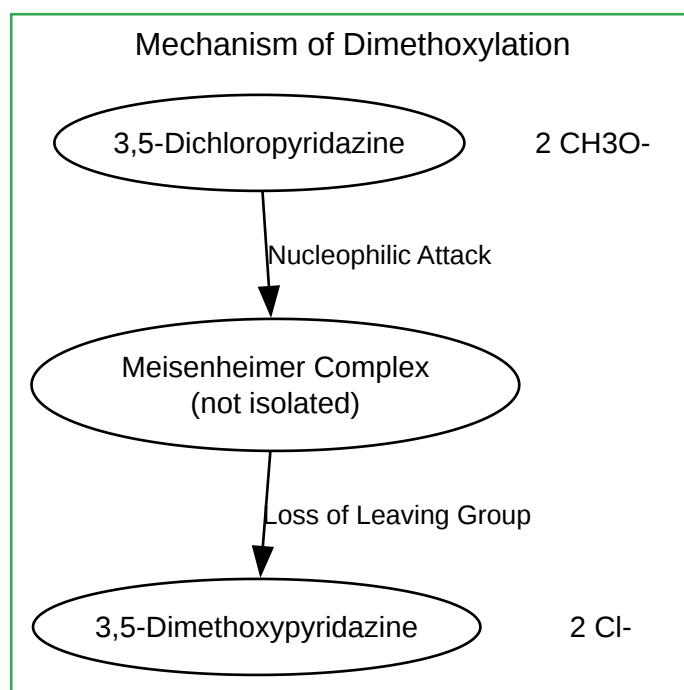 Mechanism of Dimethoxylation
3,5-Dichloropyridazine 2 CH3O-
Nucleophilic Attack
Meisenheimer Complex
(not isolated)
Loss of Leaving Group
3,5-Dimethoxypyridazine 2 Cl-